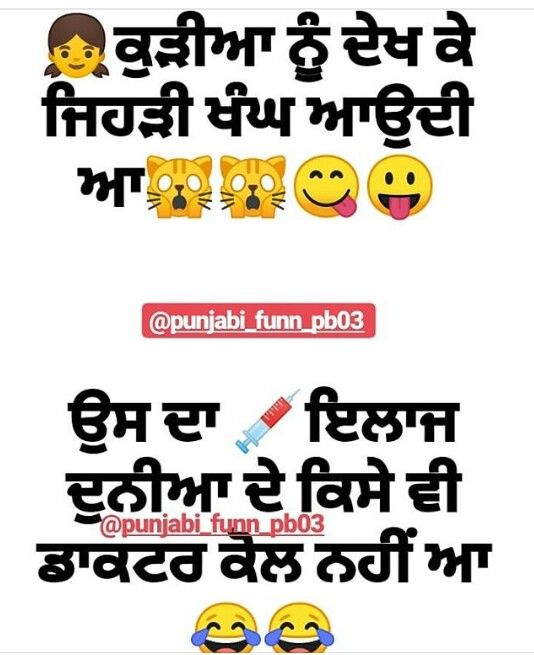 👧ਕੁੜੀਆ ਨੂੰ ਦੇਖ ਕੇ
ਜਿਹੜੀ ਖੰਘ ਆਉਦੀ
ਆ🙀🙀😋😛
@punjabi_funn_pb03
ਉਸ ਦਾ 💉ਇਲਾਜ
ਦੁਨੀਆ ਦੇ ਕਿਸੇ ਵੀ
@punjabi_funn_pb03
ਡਾਕਟਰ ਕੋਲ ਨਹੀਂ ਆ
😂😂